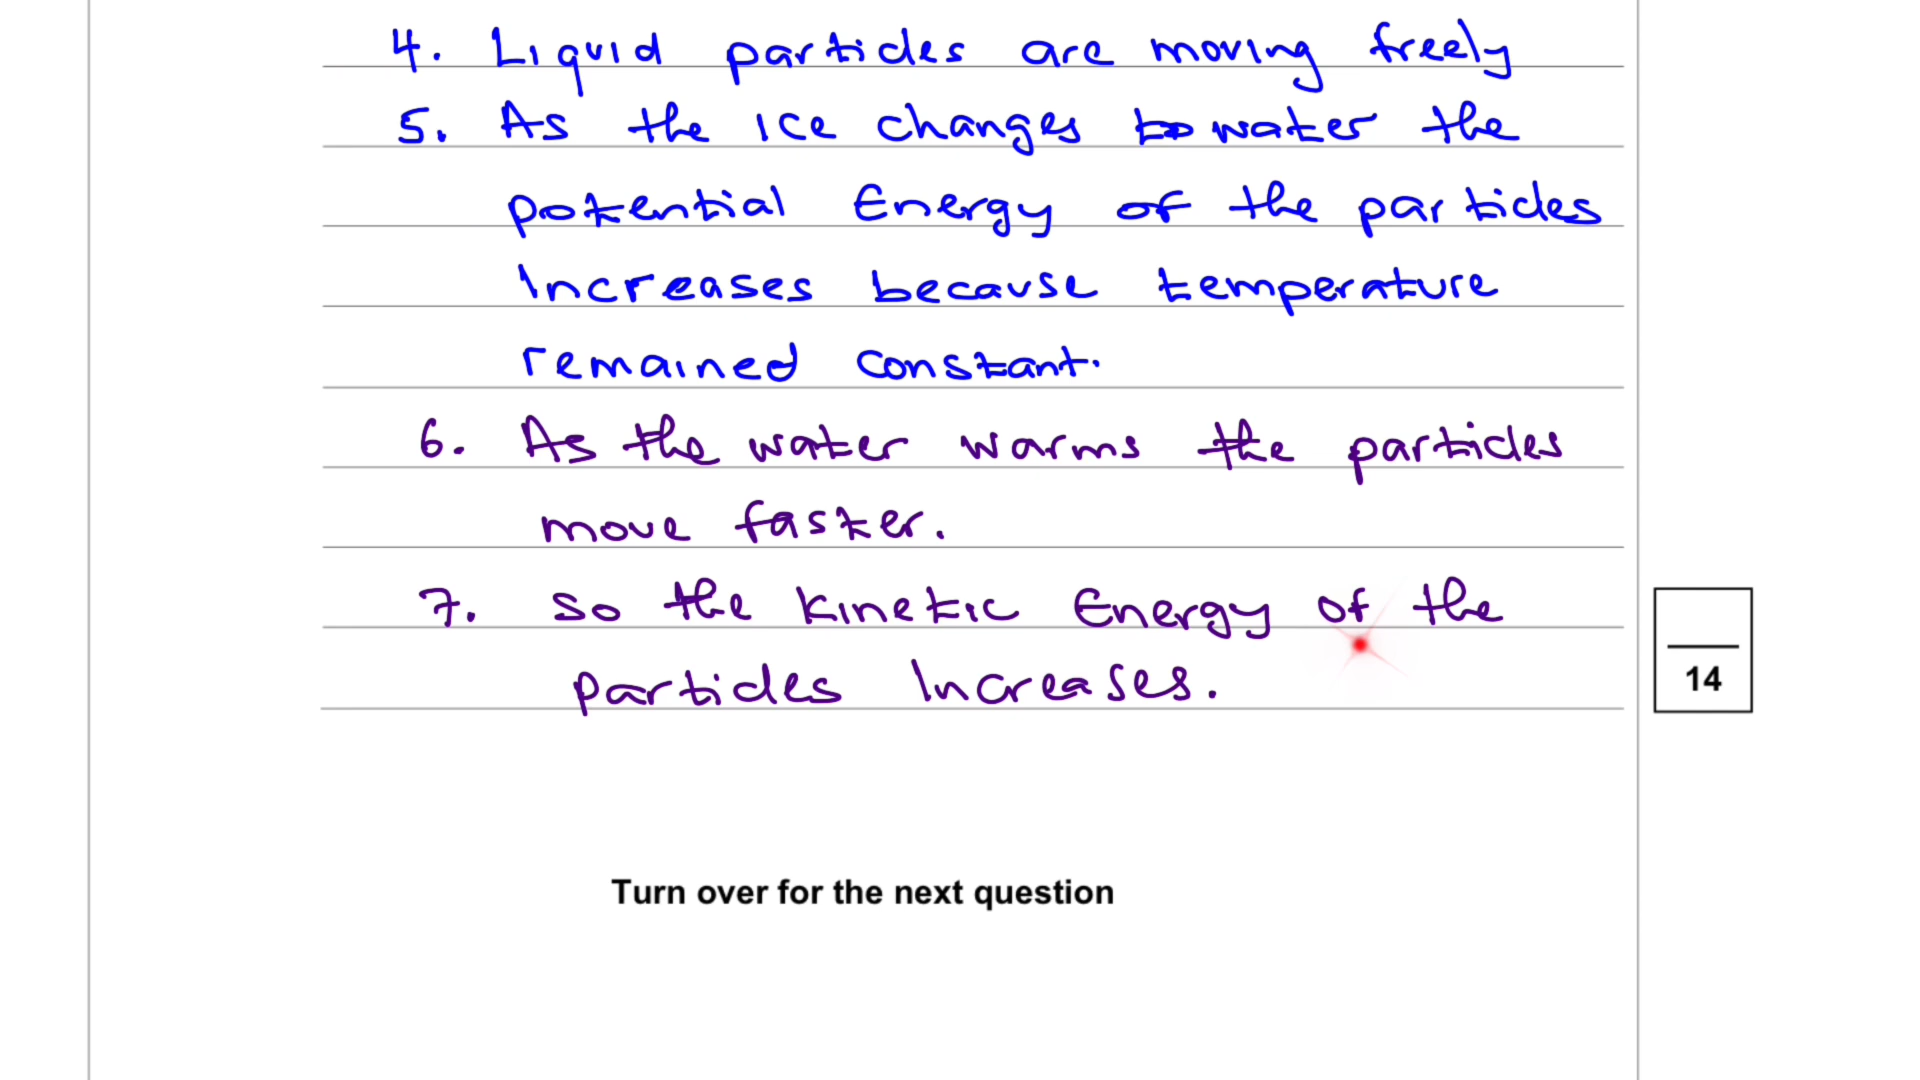 4. Liquid particles are moving freely
5. As the ice changes to water the
potential Energy of the particles
increases because temperature
remained constant.
6. As the water warms the particles
move faster.
7. So the kinetic Energy of the
particles increases.
14
Turn over for the next question